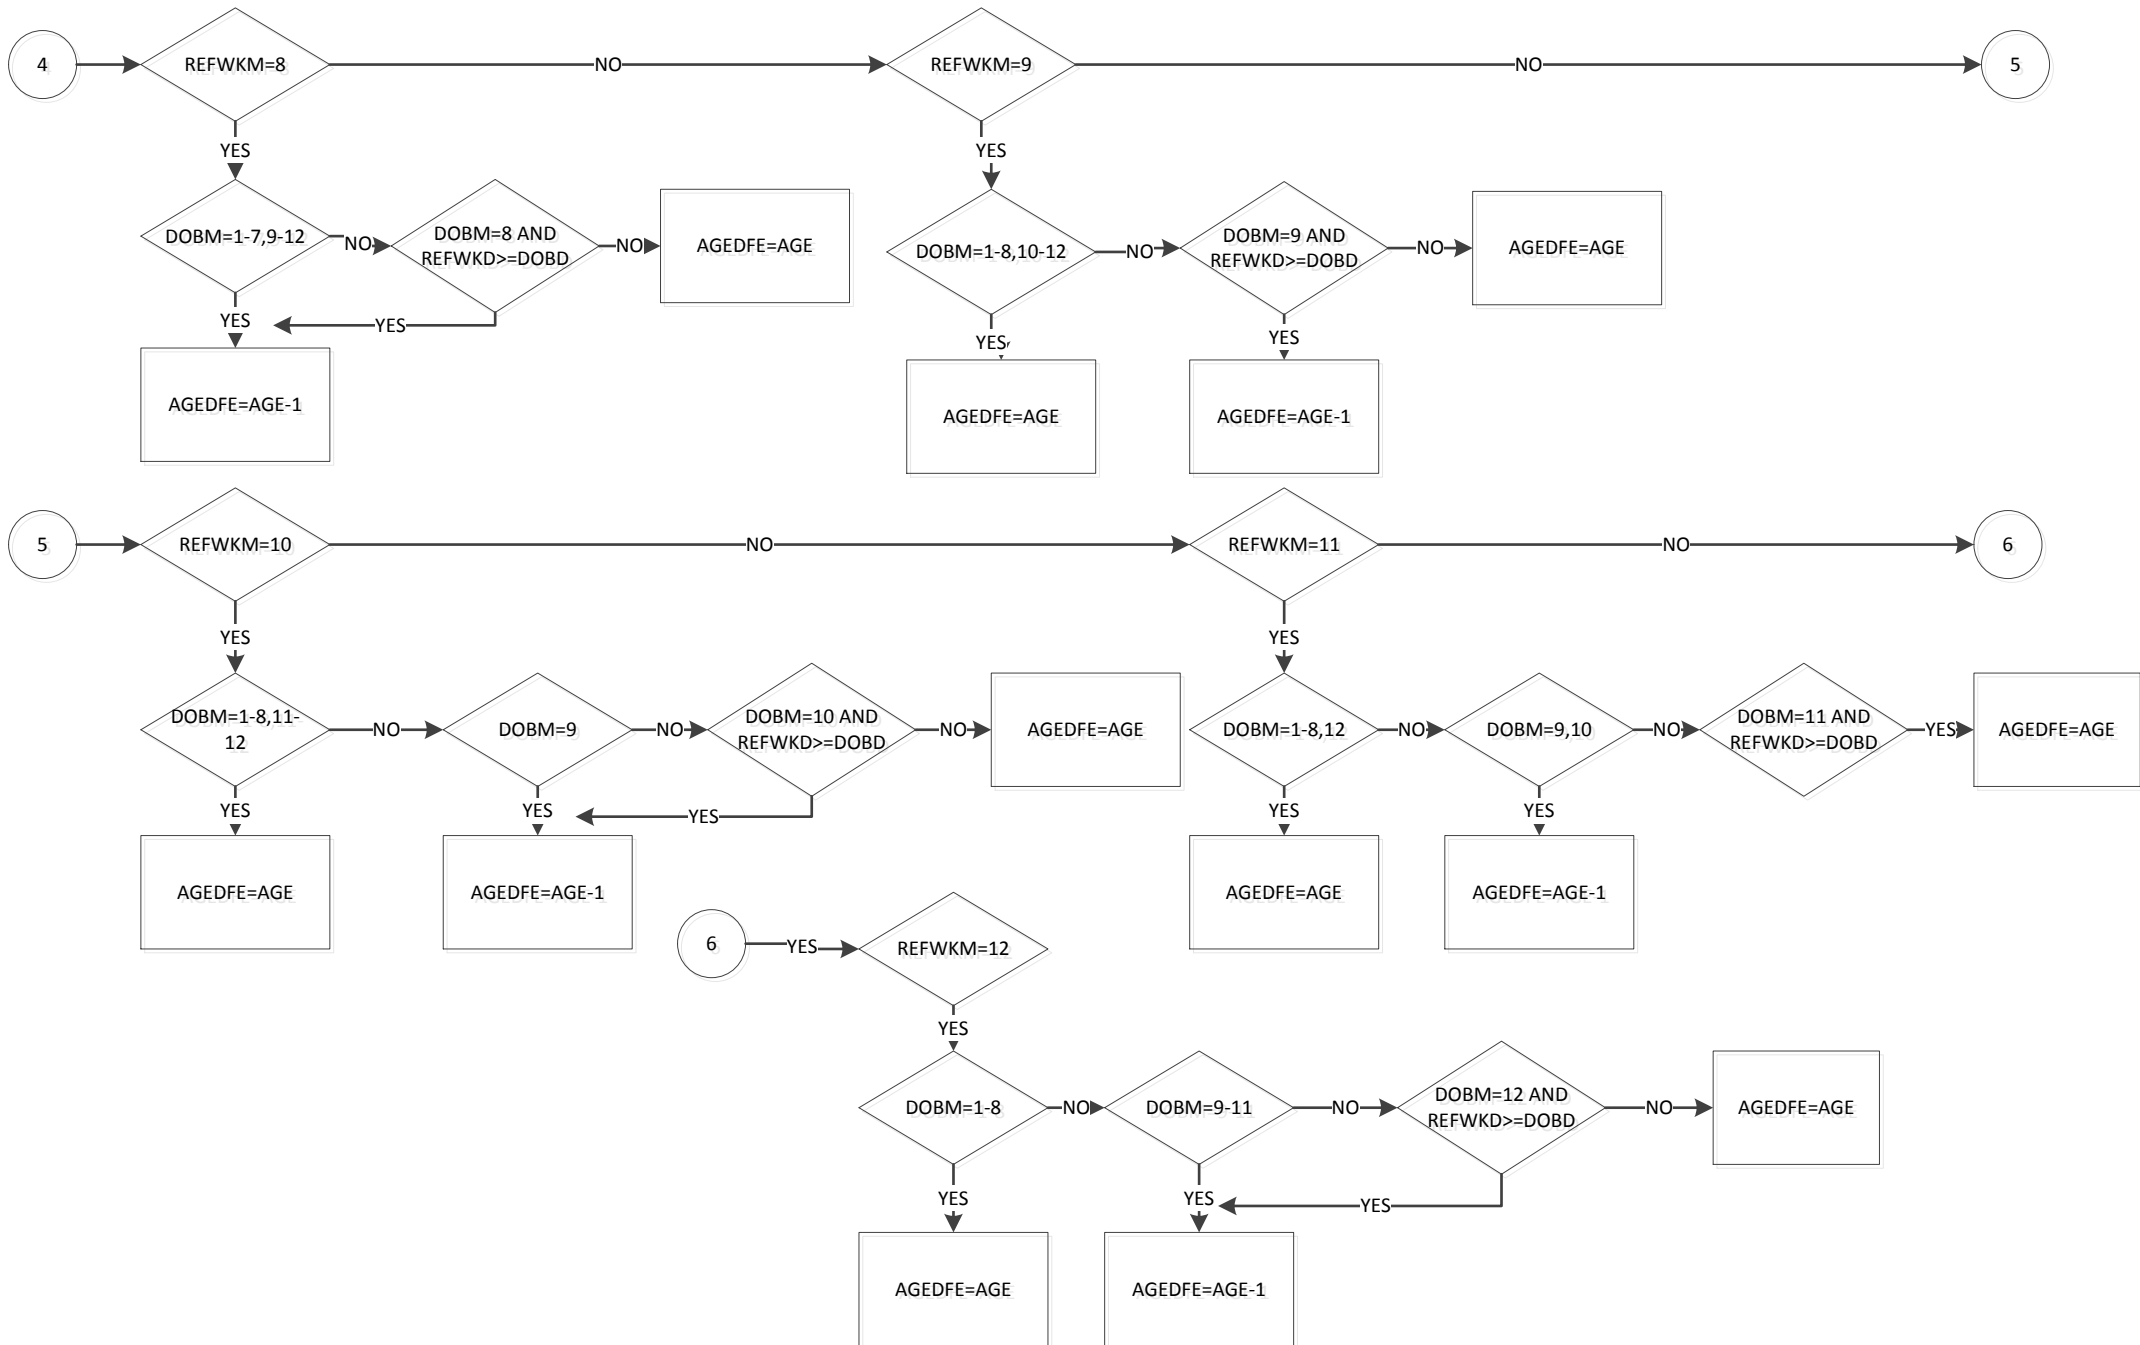 4
REFWKM=8
NO
REFWKM=9
NO
5
YES
YES
DOBM=1-7,9-12
NO
DOBM=8 AND
REFWKD>=DOBD
NO
AGEDFE=AGE
DOBM=1-8,10-12
NO
DOBM=9 AND
REFWKD>=DOBD
NO
AGEDFE=AGE
YES
YES
YES
YES
AGEDFE=AGE-1
AGEDFE=AGE
AGEDFE=AGE-1
5
REFWKM=10
NO
REFWKM=11
NO
6
YES
YES
DOBM=1-8,11-
12
NO
DOBM=9
NO
DOBM=10 AND
REFWKD>=DOBD
NO
AGEDFE=AGE
DOBM=1-8,12
NO
DOBM=9,10
NO
DOBM=11 AND
REFWKD>=DOBD
YES
AGEDFE=AGE
YES
YES
YES
YES
YES
AGEDFE=AGE
AGEDFE=AGE-1
AGEDFE=AGE
AGEDFE=AGE-1
6
YES
REFWKM=12
YES
DOBM=1-8
NO
DOBM=9-11
NO
DOBM=12 AND
REFWKD>=DOBD
NO
AGEDFE=AGE
YES
YES
YES
AGEDFE=AGE
AGEDFE=AGE-1